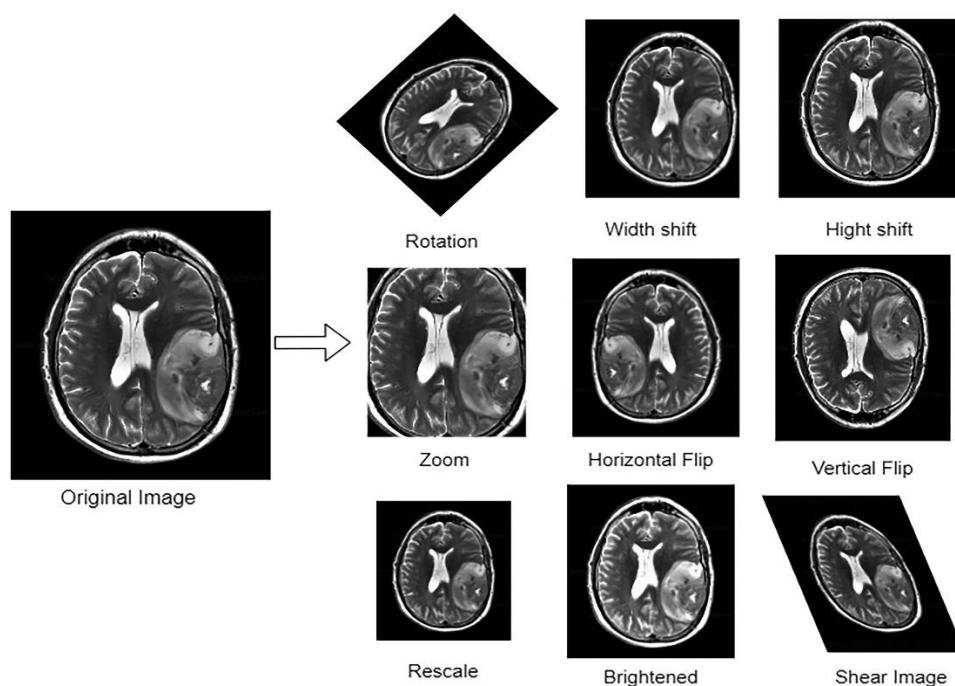 Rotation
Width shift
Hight shift
Original Image
Zoom
Horizontal Flip
Vertical Flip
Rescale
Brightened
Shear Image